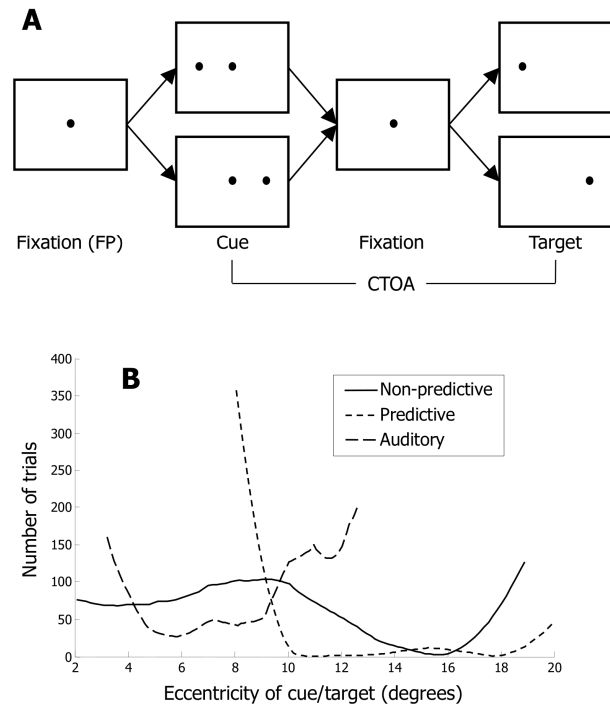 A
Fixation (FP) Cue Fixation Target
CTOA
B
Number of trials
400
350
300
250
200
150
100
50
0
Non-predictive
Predictive
Auditory
2 4 6 8 10 12 14 16 18 20
Eccentricity of cue/target (degrees)